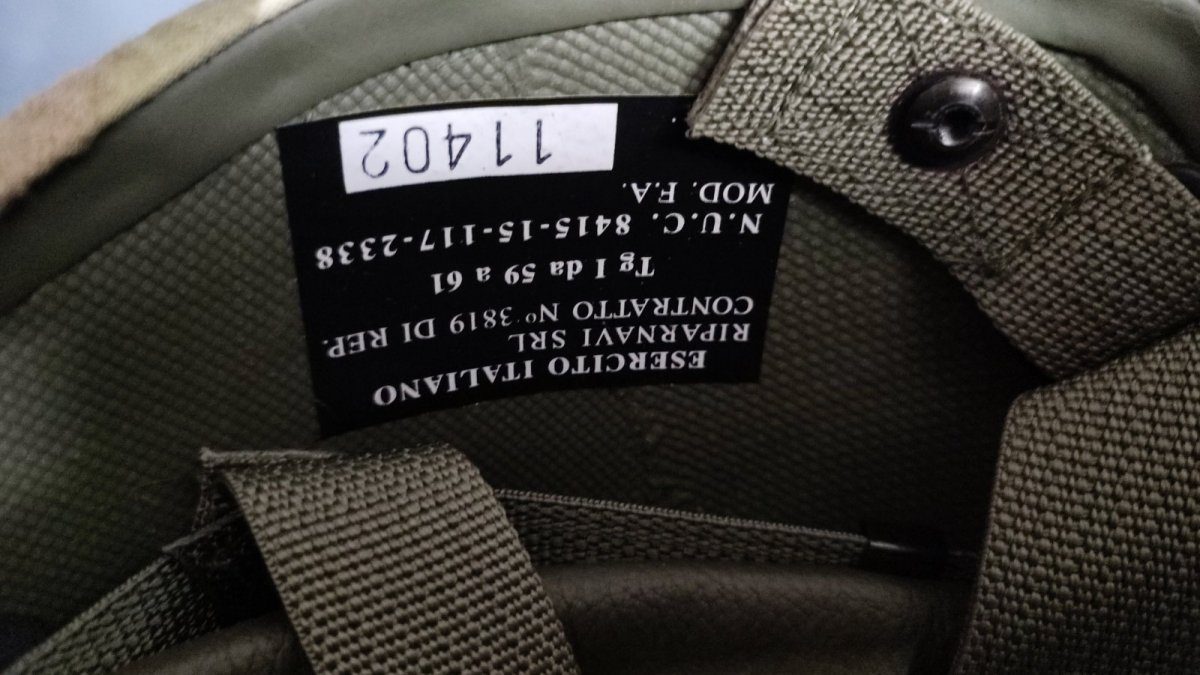 ESERCITO ITALIANO
RIPARNAVI SRL
CONTRATTO N° 3819 DI REP.
Tg I da 59 a 61
N.U.C. 8415-15-117-2338
MOD. F.A.
11402